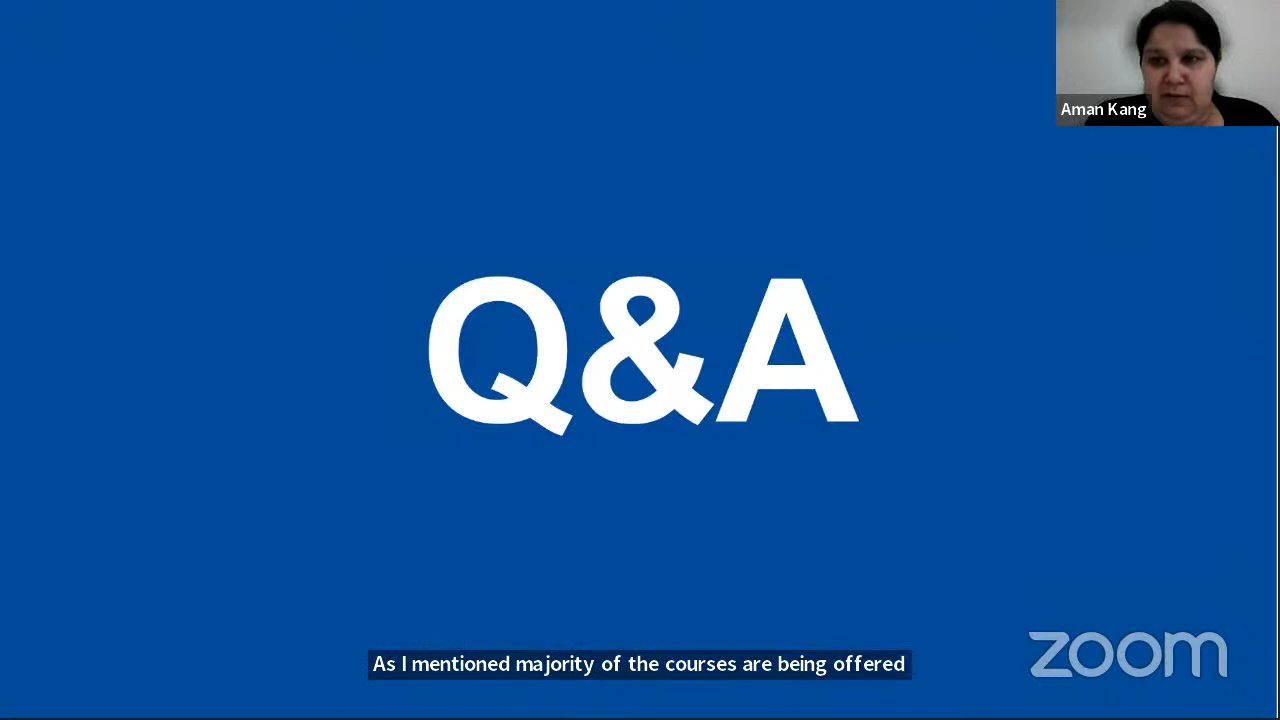 Aman Kang
Q&A
As I mentioned majority of the courses are being offered
zoom